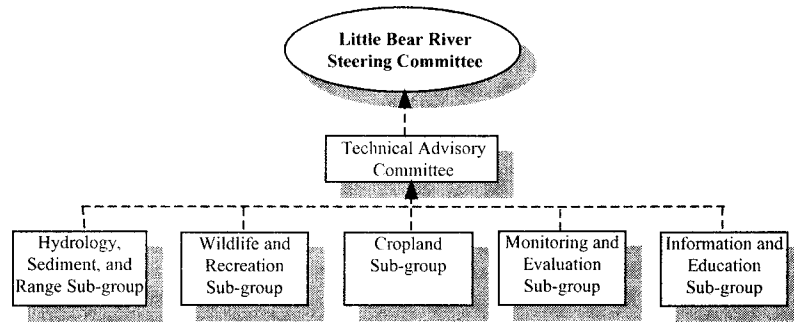 Little Bear River
Steering Committee
Technical Advisory
Committee
Hydrology,
Sediment, and
Range Sub-group
Wildlife and
Recreation
Sub-group
Cropland
Sub-group
Monitoring and
Evaluation
Sub-group
Information and
Education
Sub-group